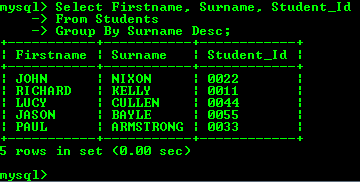 mysql> Select Firstname, Surname, Student_Id
-> From Students
-> Group By Surname Desc;
+-----------+-----------+------------+
| Firstname | Surname | Student_Id |
+-----------+-----------+------------+
| JOHN | NIXON | 0022 |
| RICHARD | KELLY | 0011 |
| LUCY | CULLEN | 0044 |
| JASON | BAYLE | 0055 |
| PAUL | ARMSTRONG | 0033 |
+-----------+-----------+------------+
5 rows in set (0.00 sec)
mysql>